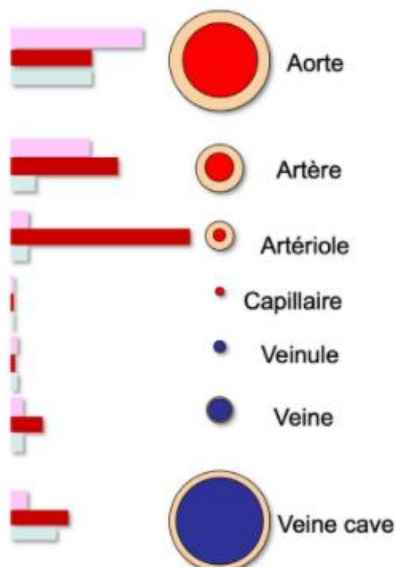 Aorte
Artère
Artériole
Capillaire
Veinule
Veine
Veine cave